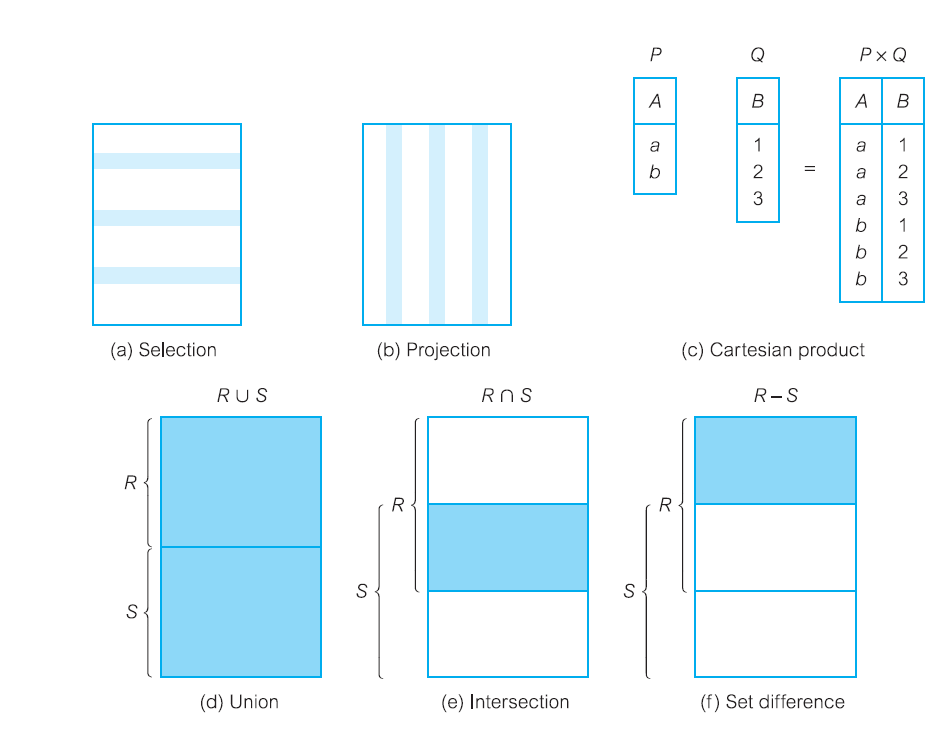 P Q P × Q
A B A B
a 1 a 1
b 2 = a 2
3 a 3
b 1
b 2
b 3
(a) Selection (b) Projection (c) Cartesian product
R ∪ S R ∩ S R – S
R
S
R
S
R
S
(d) Union (e) Intersection (f) Set difference